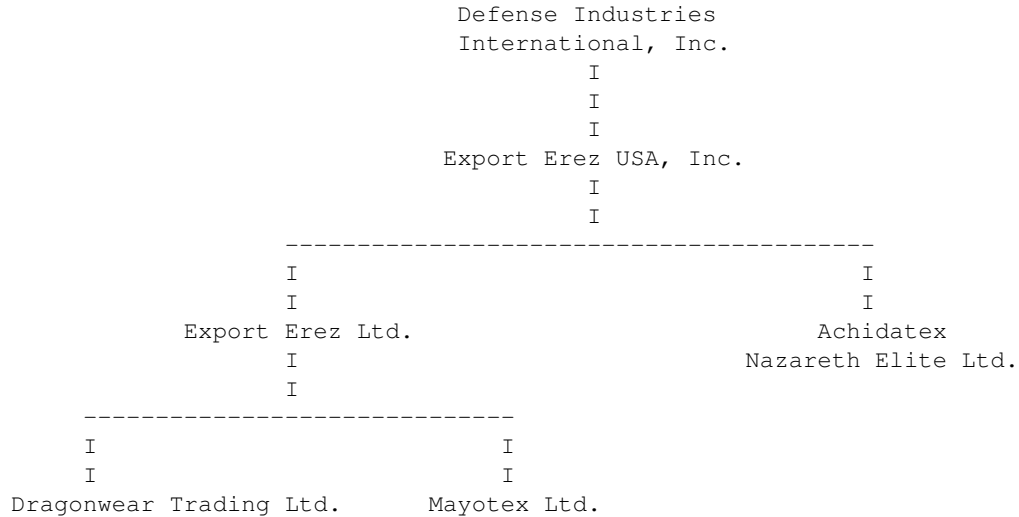 Defense Industries
International, Inc.
I
I
I
Export Erez USA, Inc.
I
I
-----------------------------------------
I I
I I
Export Erez Ltd. Achidatex
I Nazareth Elite Ltd.
I
------------------------------
I I
I I
Dragonwear Trading Ltd. Mayotex Ltd.